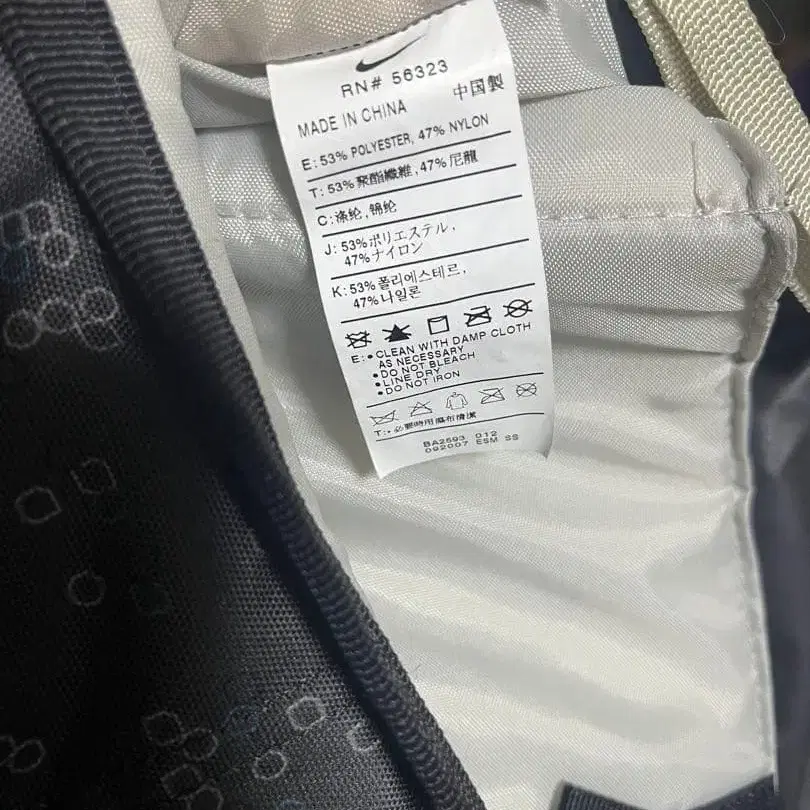 RN# 56323
MADE IN CHINA 中国製
E: 53% POLYESTER, 47% NYLON
T: 53% 聚酯纖維, 47% 尼龍
C: 涤纶, 锦纶
J: 53% ポリエステル,
47% ナイロン
K: 53% 폴리에스테르,
47% 나일론
E: • CLEAN WITH DAMP CLOTH
AS NECESSARY
• DO NOT BLEACH
• LINE DRY
• DO NOT IRON
T: • 必要時用濕布清潔
BA2593 012
092007 ESM SS